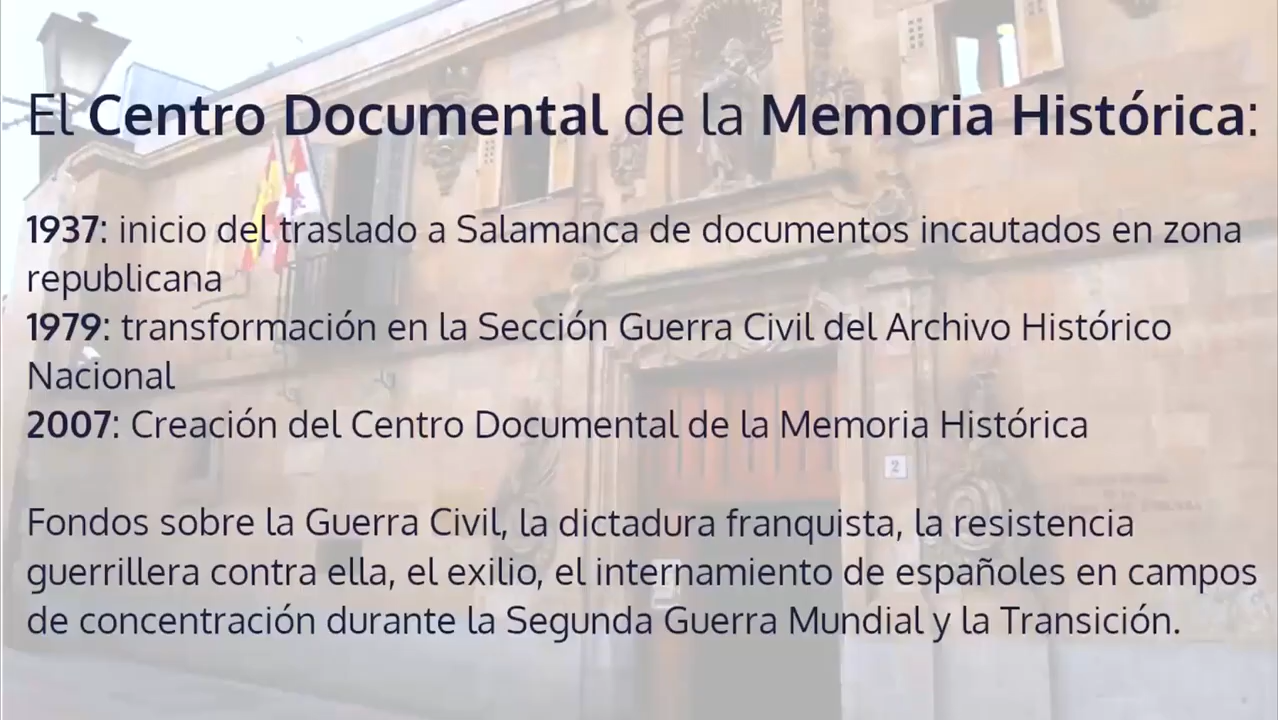 El Centro Documental de la Memoria Histórica:
1937: inicio del traslado a Salamanca de documentos incautados en zona
republicana
1979: transformación en la Sección Guerra Civil del Archivo Histórico
Nacional
2007: Creación del Centro Documental de la Memoria Histórica
2
Fondos sobre la Guerra Civil, la dictadura franquista, la resistencia
guerrillera contra ella, el exilio, el internamiento de españoles en campos
de concentración durante la Segunda Guerra Mundial y la Transición.